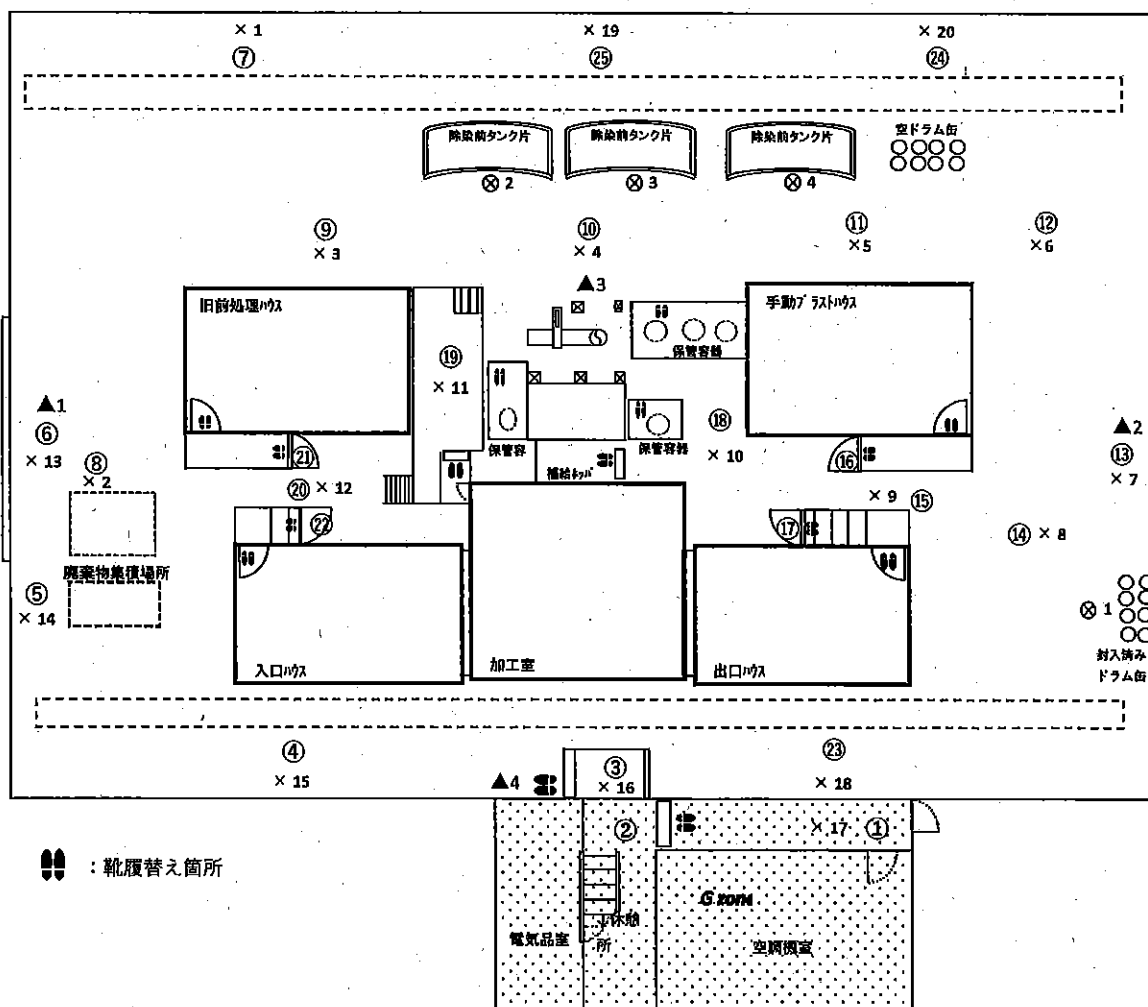 × 1
× 19
× 20
⑦
㉕
㉔
除染前タンク片
除染前タンク片
除染前タンク片
空ドラム缶
⊗ 2
⊗ 3
⊗ 4
⑨
⑩
⑪
⑫
× 3
× 4
× 5
× 6
▲3
旧前処理ハウス
手動ブラストハウス
保管容器
⑲
× 11
▲1
▲2
⑥
⑱
⑬
× 13
保管容
保管容器
× 10
× 7
⑧
㉑
⑯
× 2
補給ホッパ
⑳
× 12
× 9
⑮
㉒
⑰
⑭ × 8
廃棄物集積場所
⑤
⊗ 1
× 14
入口ハウス
加工室
出口ハウス
封入済み
ドラム缶
④
③
㉓
× 15
▲4
× 16
× 18
②
× 17
①
:靴履替え箇所
G zone
休憩
所
電気品室
空調機室